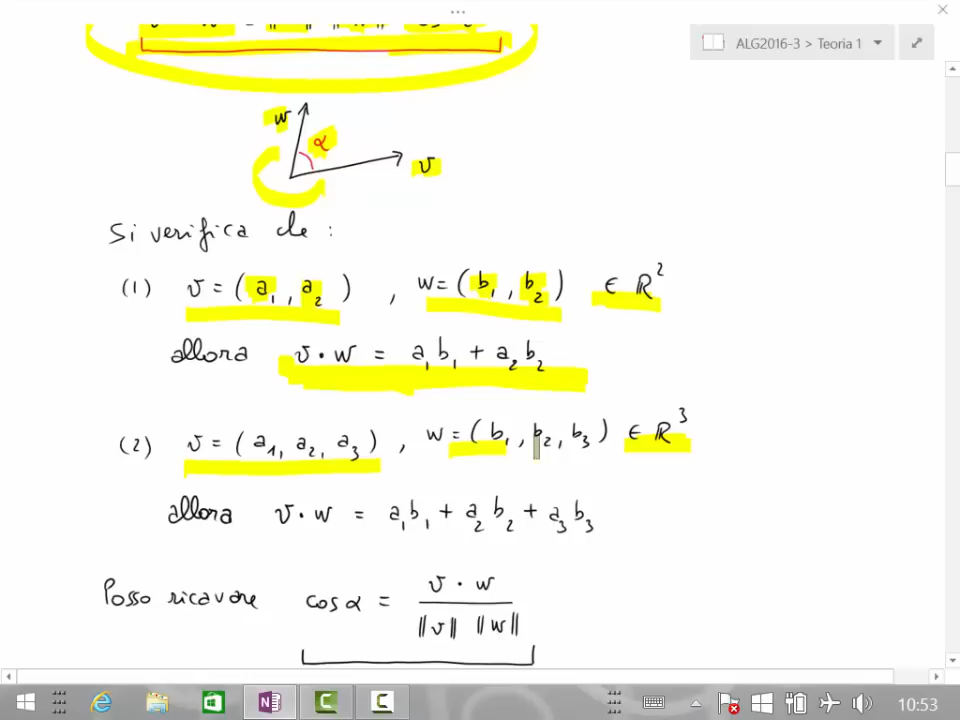 ALG2016-3 > Teoria 1
w
α
v
Si verifica che :
(1) v = (a₁, a₂) , w = (b₁, b₂) ∈ ℝ²
allora v · w = a₁b₁ + a₂b₂
(2) v = (a₁, a₂, a₃) , w = (b₁, b₂, b₃) ∈ ℝ³
allora v · w = a₁b₁ + a₂b₂ + a₃b₃
Posso ricavare cos α = v · w / ‖v‖ ‖w‖
10:53